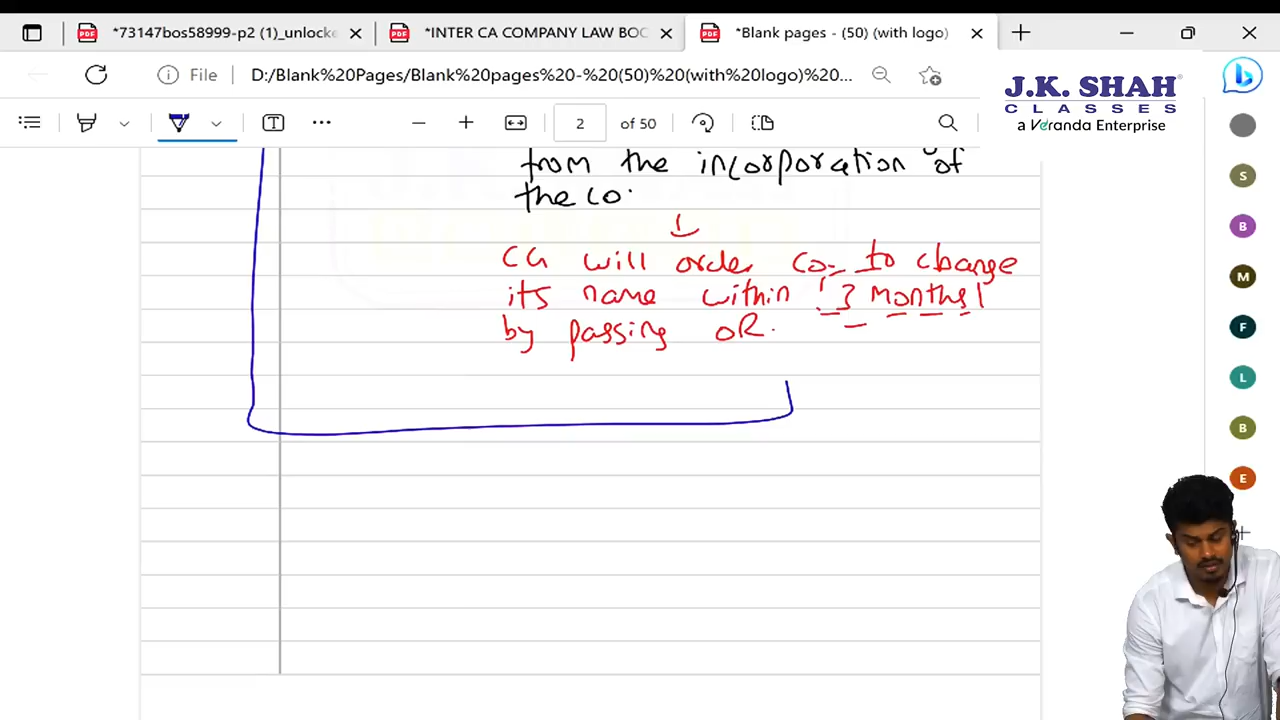 *73147bos58999-p2 (1)_unlocke
*INTER CA COMPANY LAW BOC
*Blank pages - (50) (with logo)
File
D:/Blank%20Pages/Blank%20pages%20-%20(50)%20(with%20logo)%20...
J.K. SHAH
CLASSES
a Veranda Enterprise
2 of 50
from the incorporation of
the co.
CG will order co. to change
its name within '3 months'
by passing OR.
S
B
M
F
L
B
E